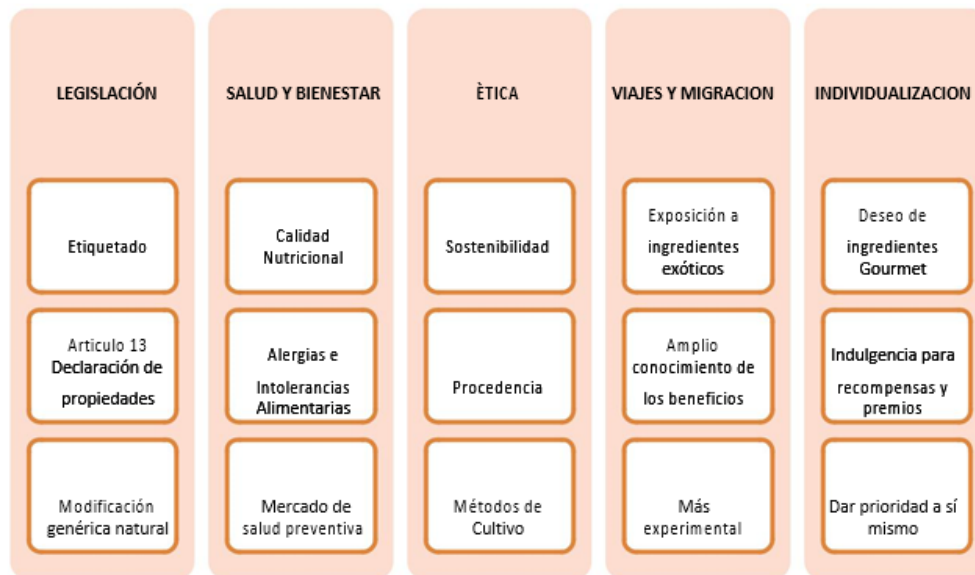 LEGISLACIÓN
Etiquetado
Articulo 13
Declaración de
propiedades
Modificación
genérica natural
SALUD Y BIENESTAR
Calidad
Nutricional
Alergias e
Intolerancias
Alimentarias
Mercado de
salud preventiva
ÈTICA
Sostenibilidad
Procedencia
Métodos de
Cultivo
VIAJES Y MIGRACION
Exposición a
ingredientes
exóticos
Amplio
conocimiento de
los beneficios
Más
experimental
INDIVIDUALIZACION
Deseo de
ingredientes
Gourmet
Indulgencia para
recompensas y
premios
Dar prioridad a sí
mismo